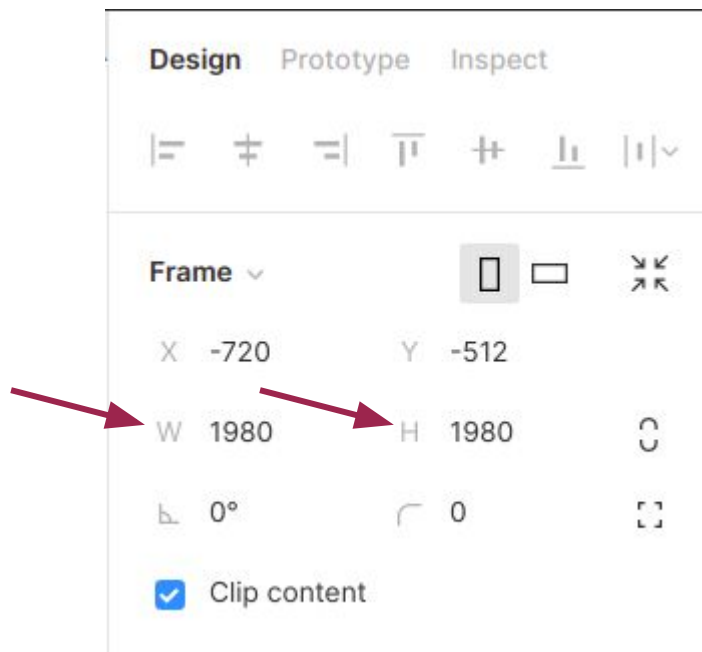 Design Prototype Inspect
Frame
X -720 Y -512
W 1980 H 1980
0° 0
Clip content